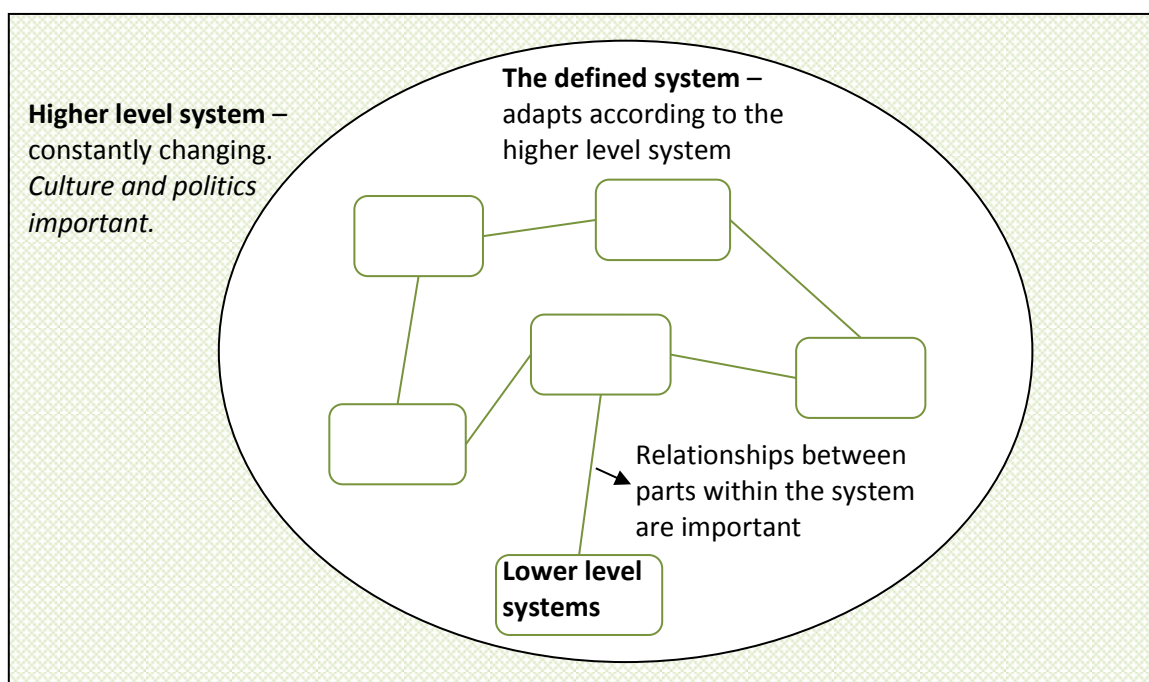 Higher level system –
constantly changing.
Culture and politics
important.
The defined system –
adapts according to the
higher level system
Relationships between
parts within the system
are important
Lower level
systems